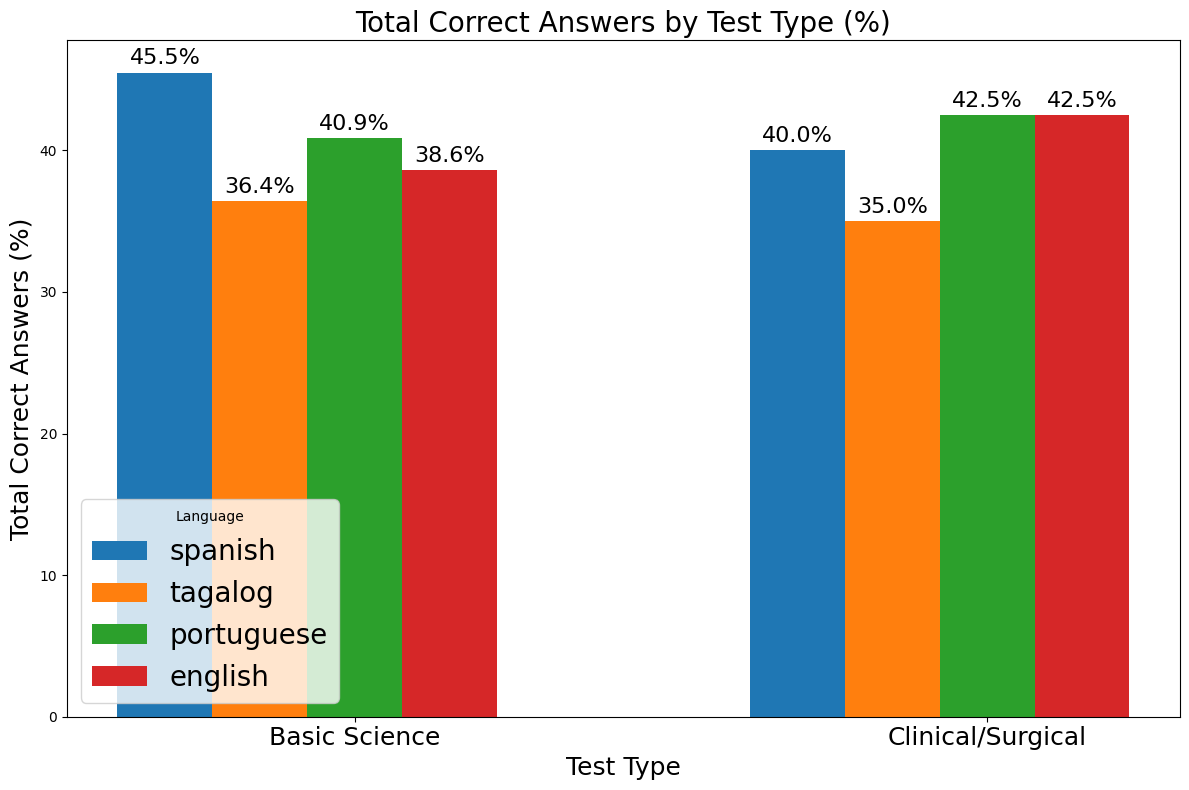 Total Correct Answers by Test Type (%)
45.5%
36.4%
40.9%
38.6%
40.0%
35.0%
42.5%
42.5%
Total Correct Answers (%)
40
30
20
10
0
Language
spanish
tagalog
portuguese
english
Basic Science
Clinical/Surgical
Test Type